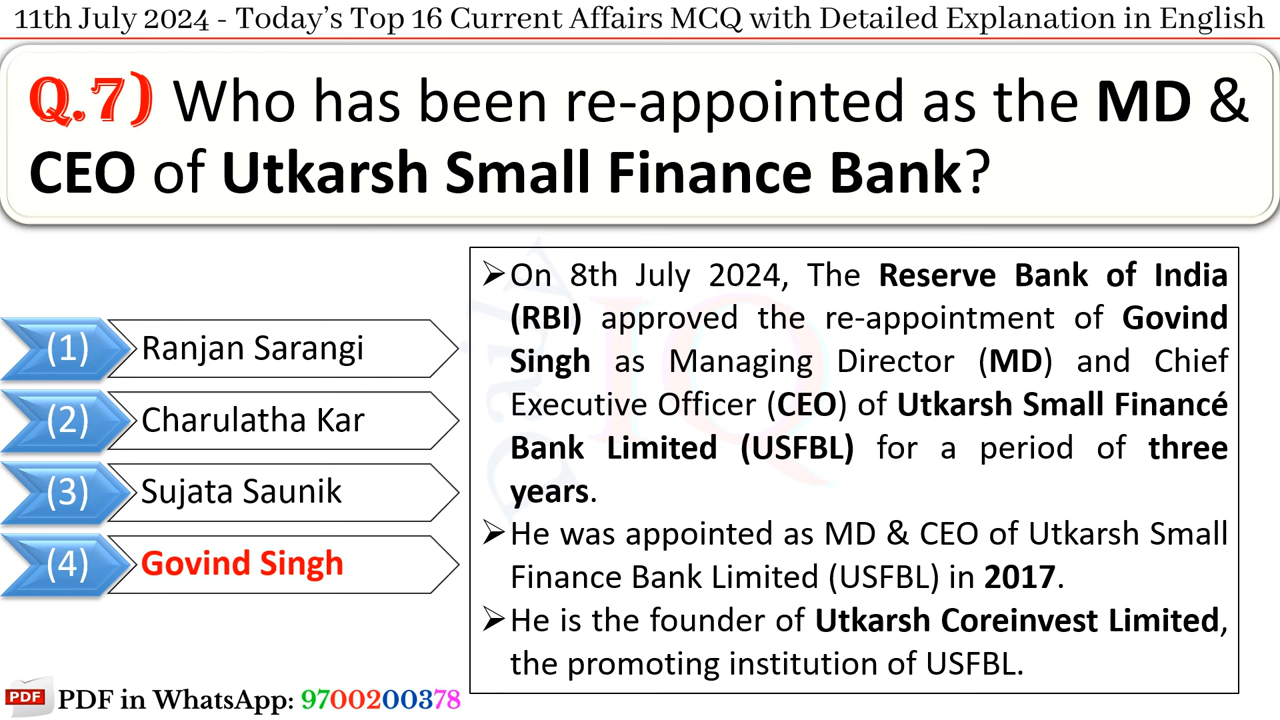 11th July 2024 - Today’s Top 16 Current Affairs MCQ with Detailed Explanation in English
Q.7) Who has been re-appointed as the MD &
CEO of Utkarsh Small Finance Bank?
(1) Ranjan Sarangi
(2) Charulatha Kar
(3) Sujata Saunik
(4) Govind Singh
➢On 8th July 2024, The Reserve Bank of India
(RBI) approved the re-appointment of Govind
Singh as Managing Director (MD) and Chief
Executive Officer (CEO) of Utkarsh Small Financé
Bank Limited (USFBL) for a period of three
years.
➢He was appointed as MD & CEO of Utkarsh Small
Finance Bank Limited (USFBL) in 2017.
➢He is the founder of Utkarsh Coreinvest Limited,
the promoting institution of USFBL.
Daily
IQ
PDF PDF in WhatsApp: 9700200378